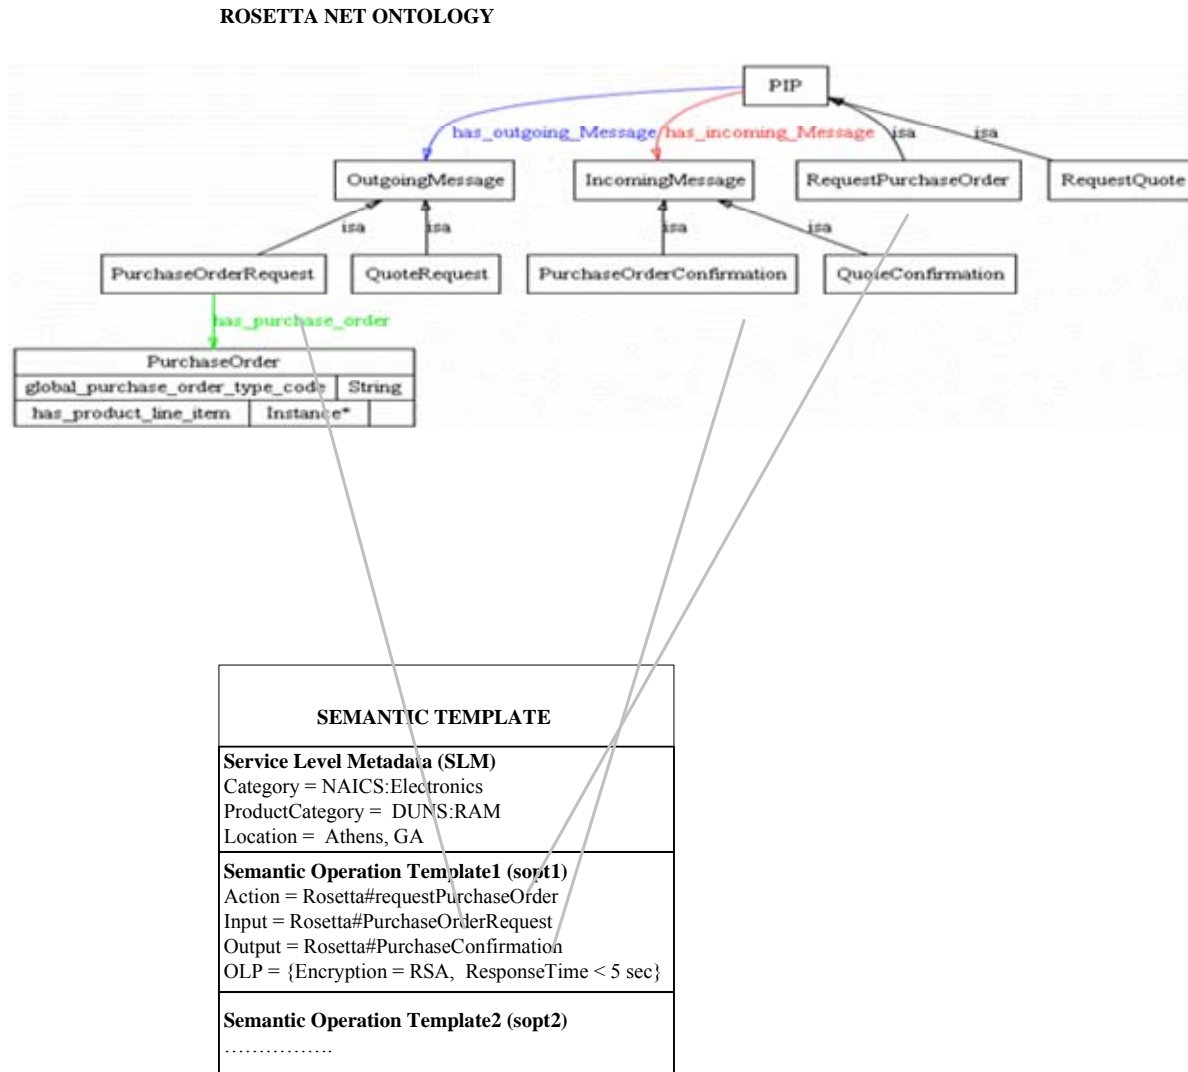 ROSETTA NET ONTOLOGY
PIP
has_outgoing_Message has_incoming_Message isa isa
OutgoingMessage IncomingMessage RequestPurchaseOrder RequestQuote
isa isa isa isa
PurchaseOrderRequest QuoteRequest PurchaseOrderConfirmation QuoteConfirmation
has_purchase_order
PurchaseOrder
global_purchase_order_type_code String
has_product_line_item Instance*
SEMANTIC TEMPLATE
Service Level Metadata (SLM)
Category = NAICS:Electronics
ProductCategory = DUNS:RAM
Location = Athens, GA
Semantic Operation Template1 (sopt1)
Action = Rosetta#requestPurchaseOrder
Input = Rosetta#PurchaseOrderRequest
Output = Rosetta#PurchaseConfirmation
OLP = {Encryption = RSA, ResponseTime < 5 sec}
Semantic Operation Template2 (sopt2)
…………….